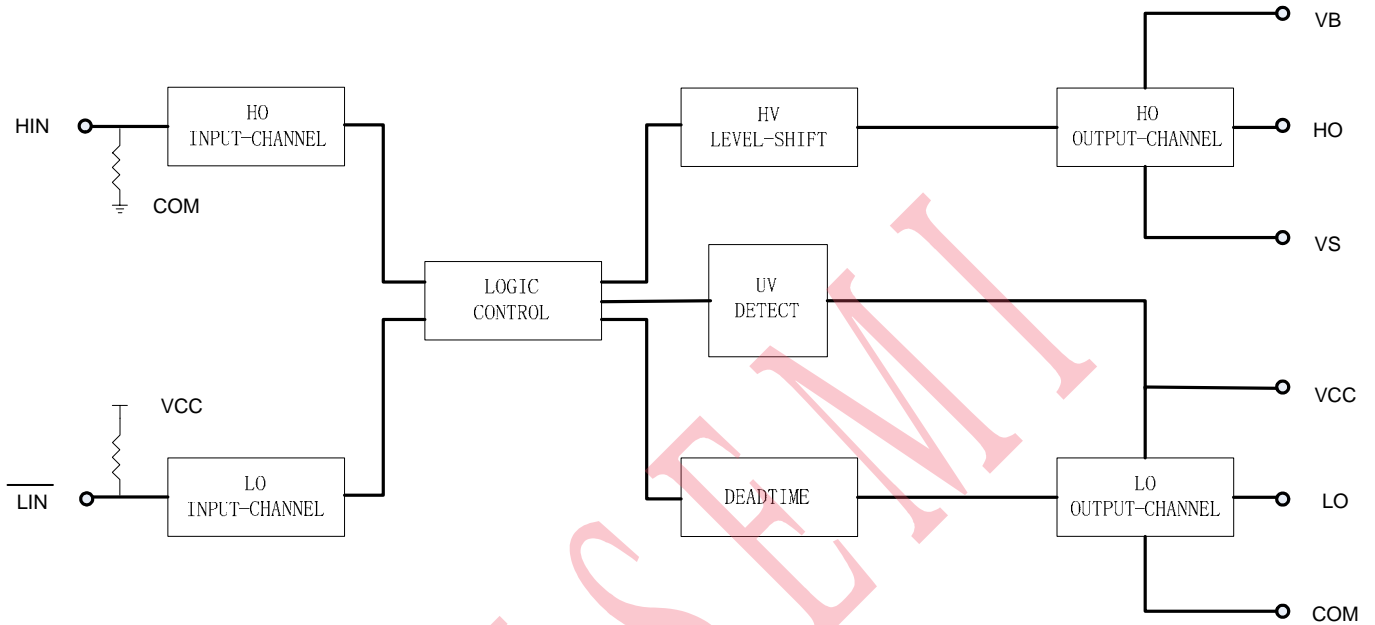 VB
HO
INPUT-CHANNEL
HV
LEVEL-SHIFT
HO
OUTPUT-CHANNEL
HIN
HO
COM
VS
LOGIC
CONTROL
UV
DETECT
VCC
VCC
LO
INPUT-CHANNEL
DEADTIME
LO
OUTPUT-CHANNEL
LIN
LO
COM
SEMI